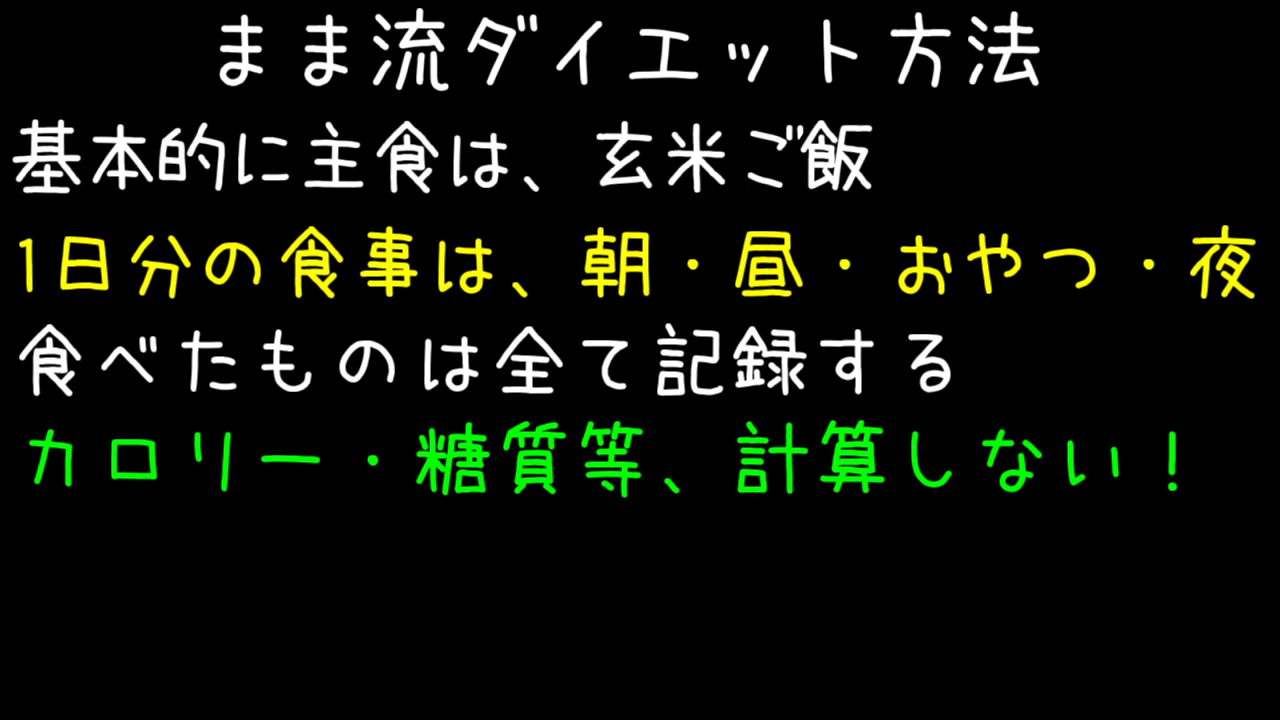 まま流ダイエット方法
基本的に主食は、玄米ご飯
1日分の食事は、朝・昼・おやつ・夜
食べたものは全て記録する
カロリー・糖質等、計算しない！